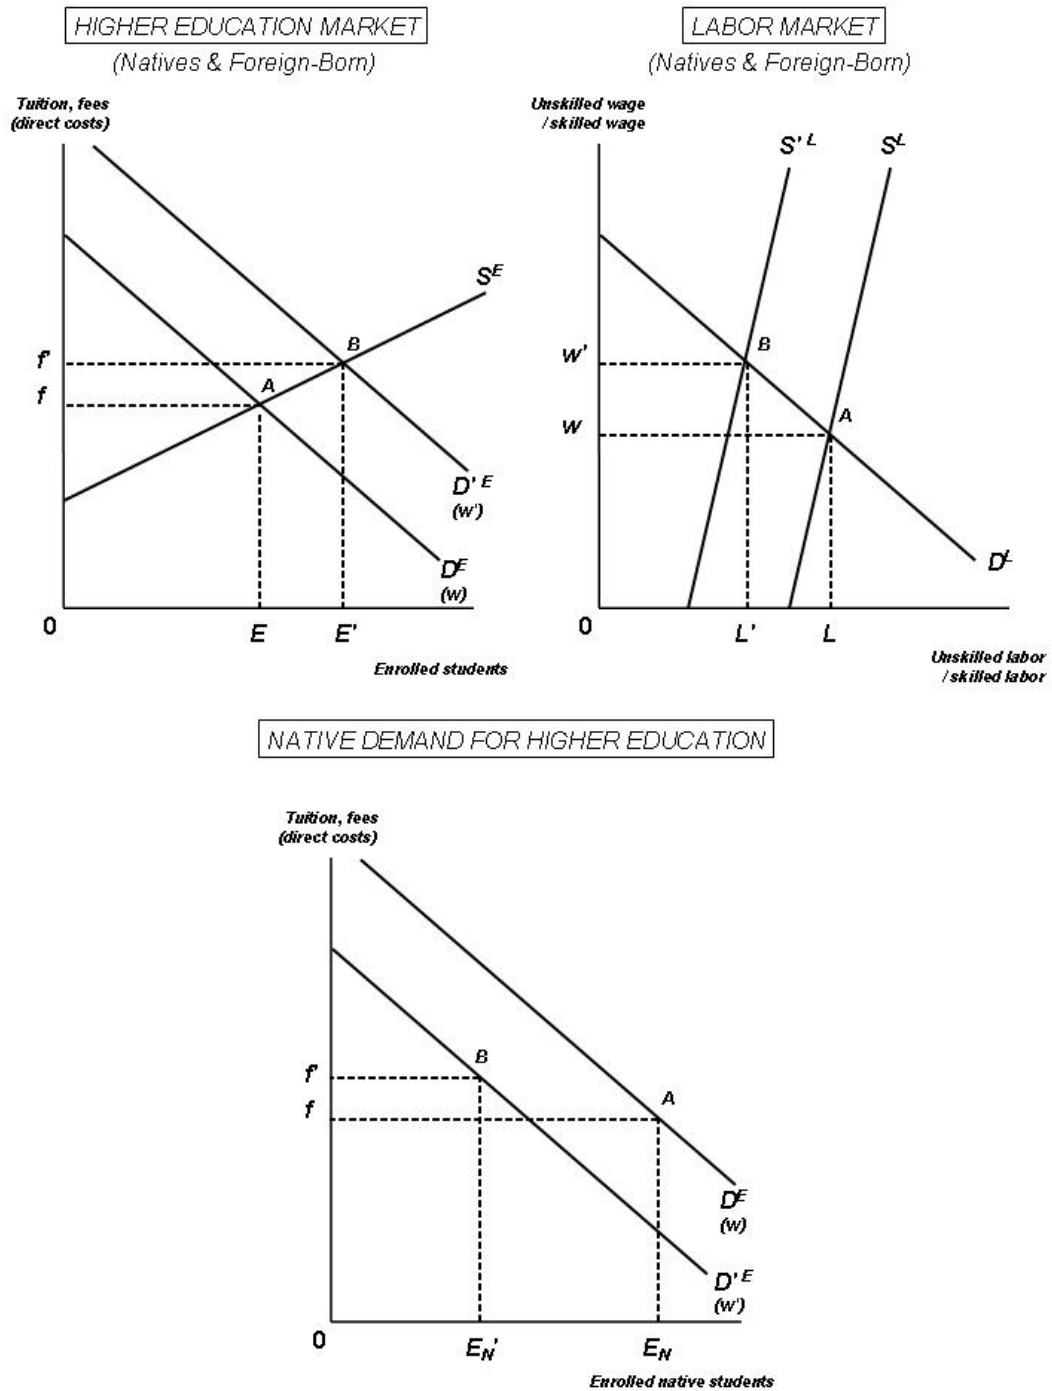 HIGHER EDUCATION MARKET
(Natives & Foreign-Born)
Tuition, fees
(direct costs)
S^E
B
f'
A
f
D'^E
(w')
D^E
(w)
0
E
E'
Enrolled students
LABOR MARKET
(Natives & Foreign-Born)
Unskilled wage
/ skilled wage
S'^L
S^L
B
w'
A
w
D^L
0
L'
L
Unskilled labor
/ skilled labor
NATIVE DEMAND FOR HIGHER EDUCATION
Tuition, fees
(direct costs)
B
f'
A
f
D^E
(w)
D'^E
(w')
0
E_N'
E_N
Enrolled native students